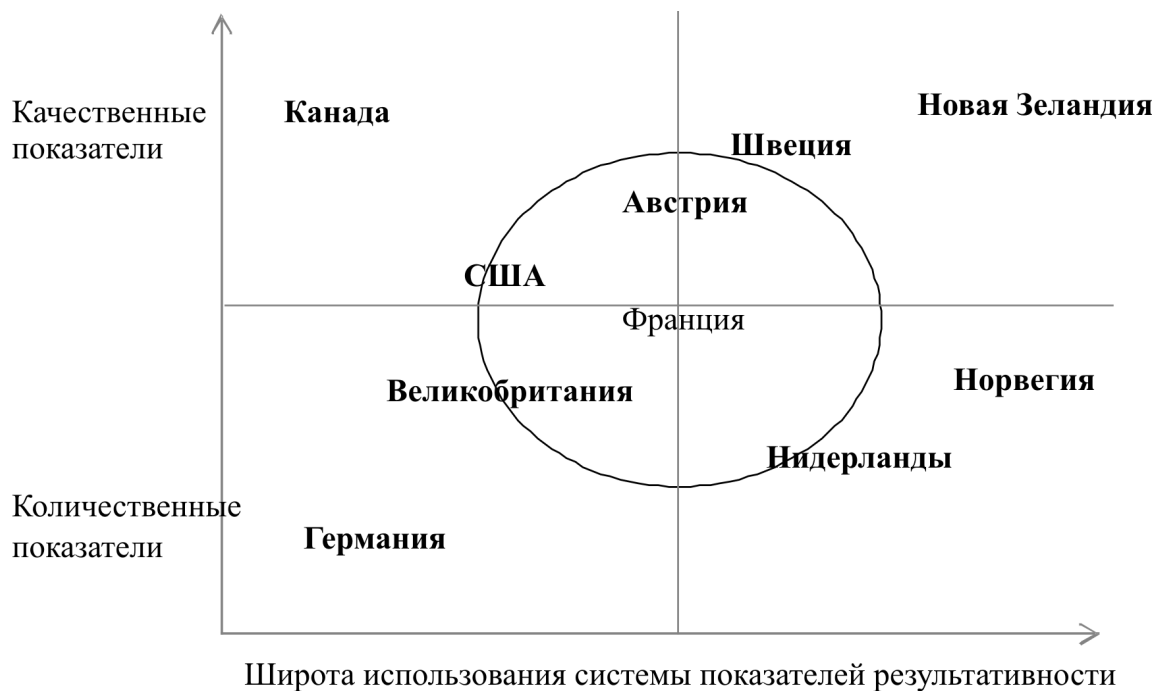 Качественные
показатели
Канада
Новая Зеландия
Швеция
Австрия
США
Франция
Великобритания
Норвегия
Нидерланды
Количественные
показатели
Германия
Широта использования системы показателей результативности